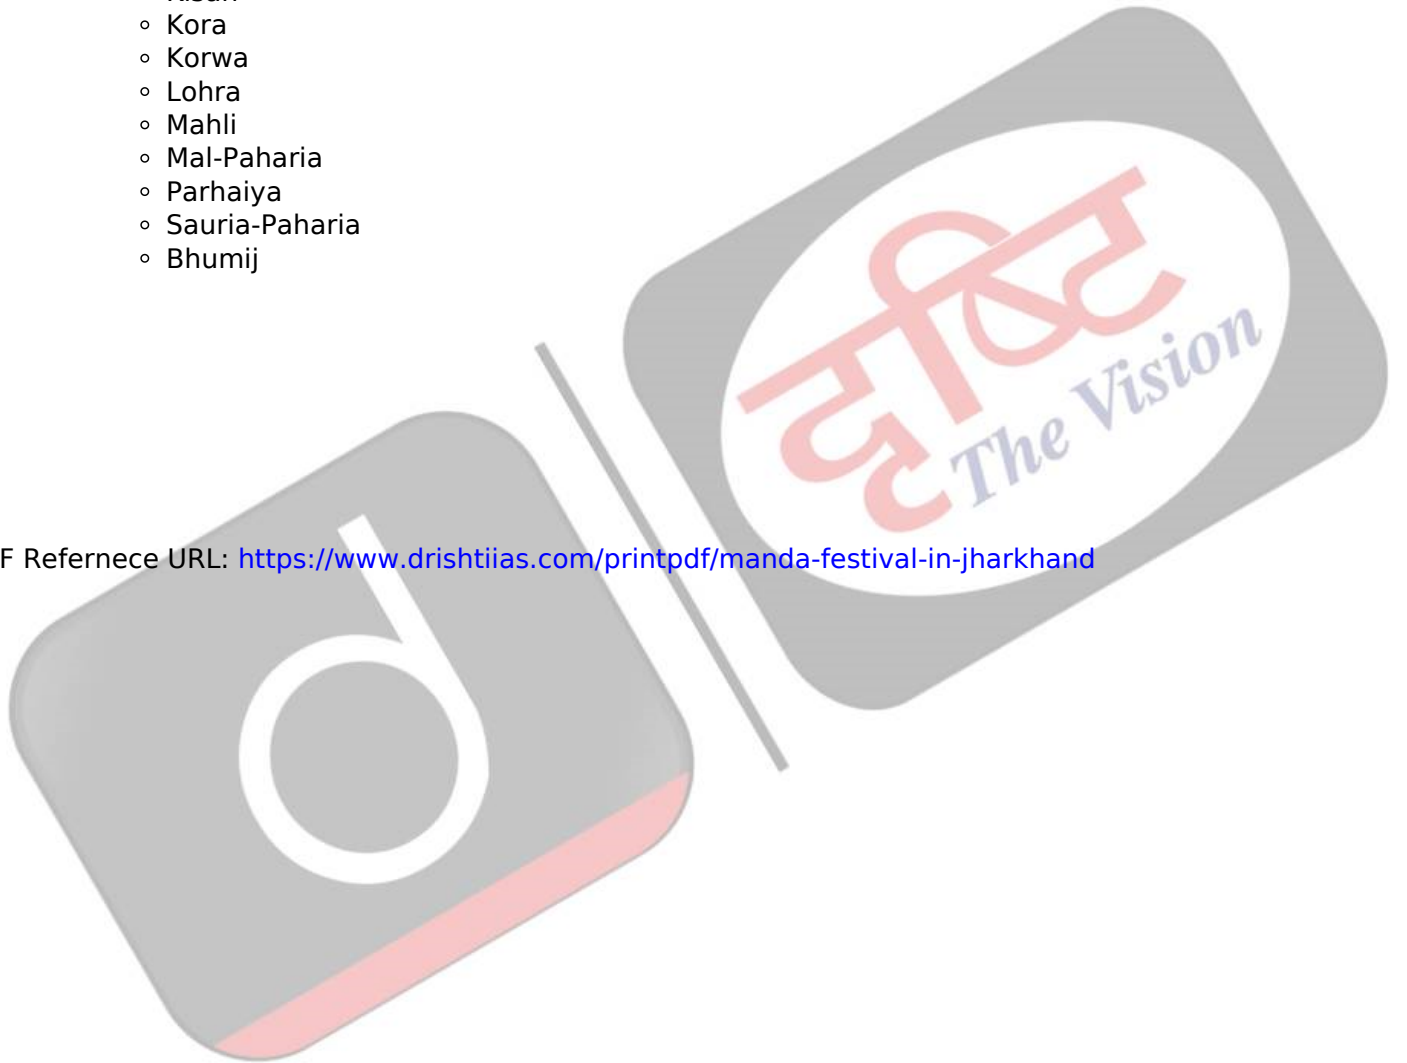 Kora
Korwa
Lohra
Mahli
Mal-Paharia
Parhaiya
Sauria-Paharia
Bhumij
दृष्टि
The Vision
F Refernece URL: https://www.drishtiias.com/printpdf/manda-festival-in-jharkhand
d